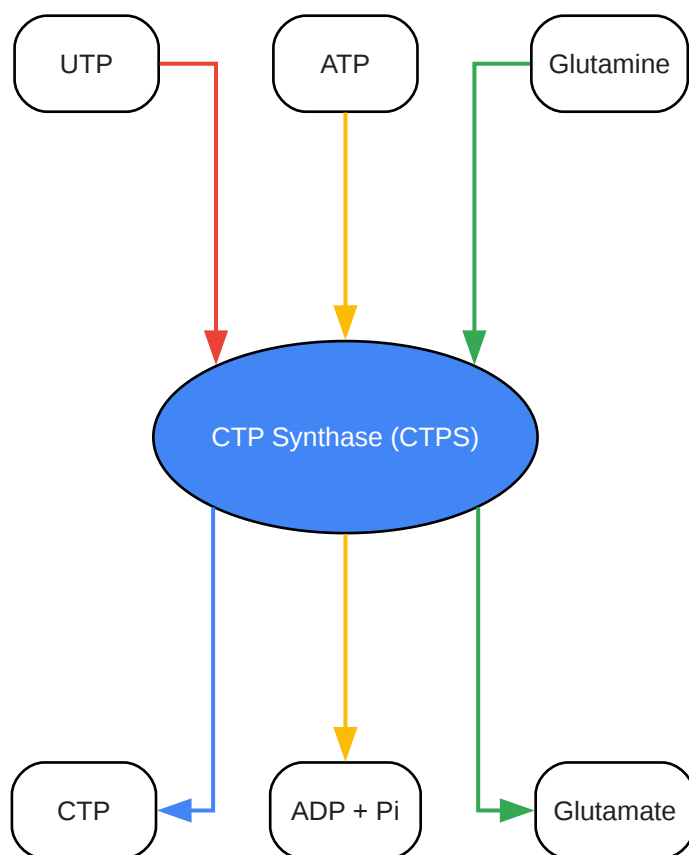 UTP
ATP
Glutamine
CTP Synthase (CTPS)
CTP
ADP + Pi
Glutamate